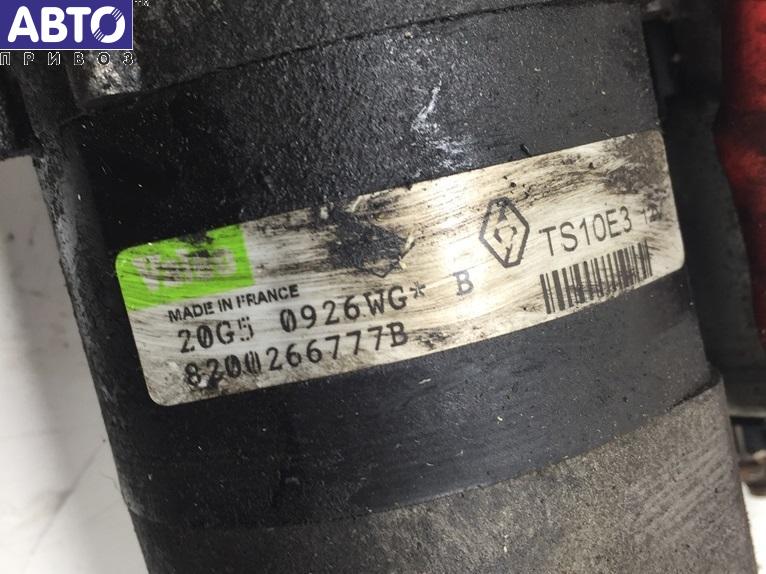 АВТО
ПРИВОЗ
Valeo
TS10E3
MADE IN FRANCE
20G5 0926WG* B
8200266777B